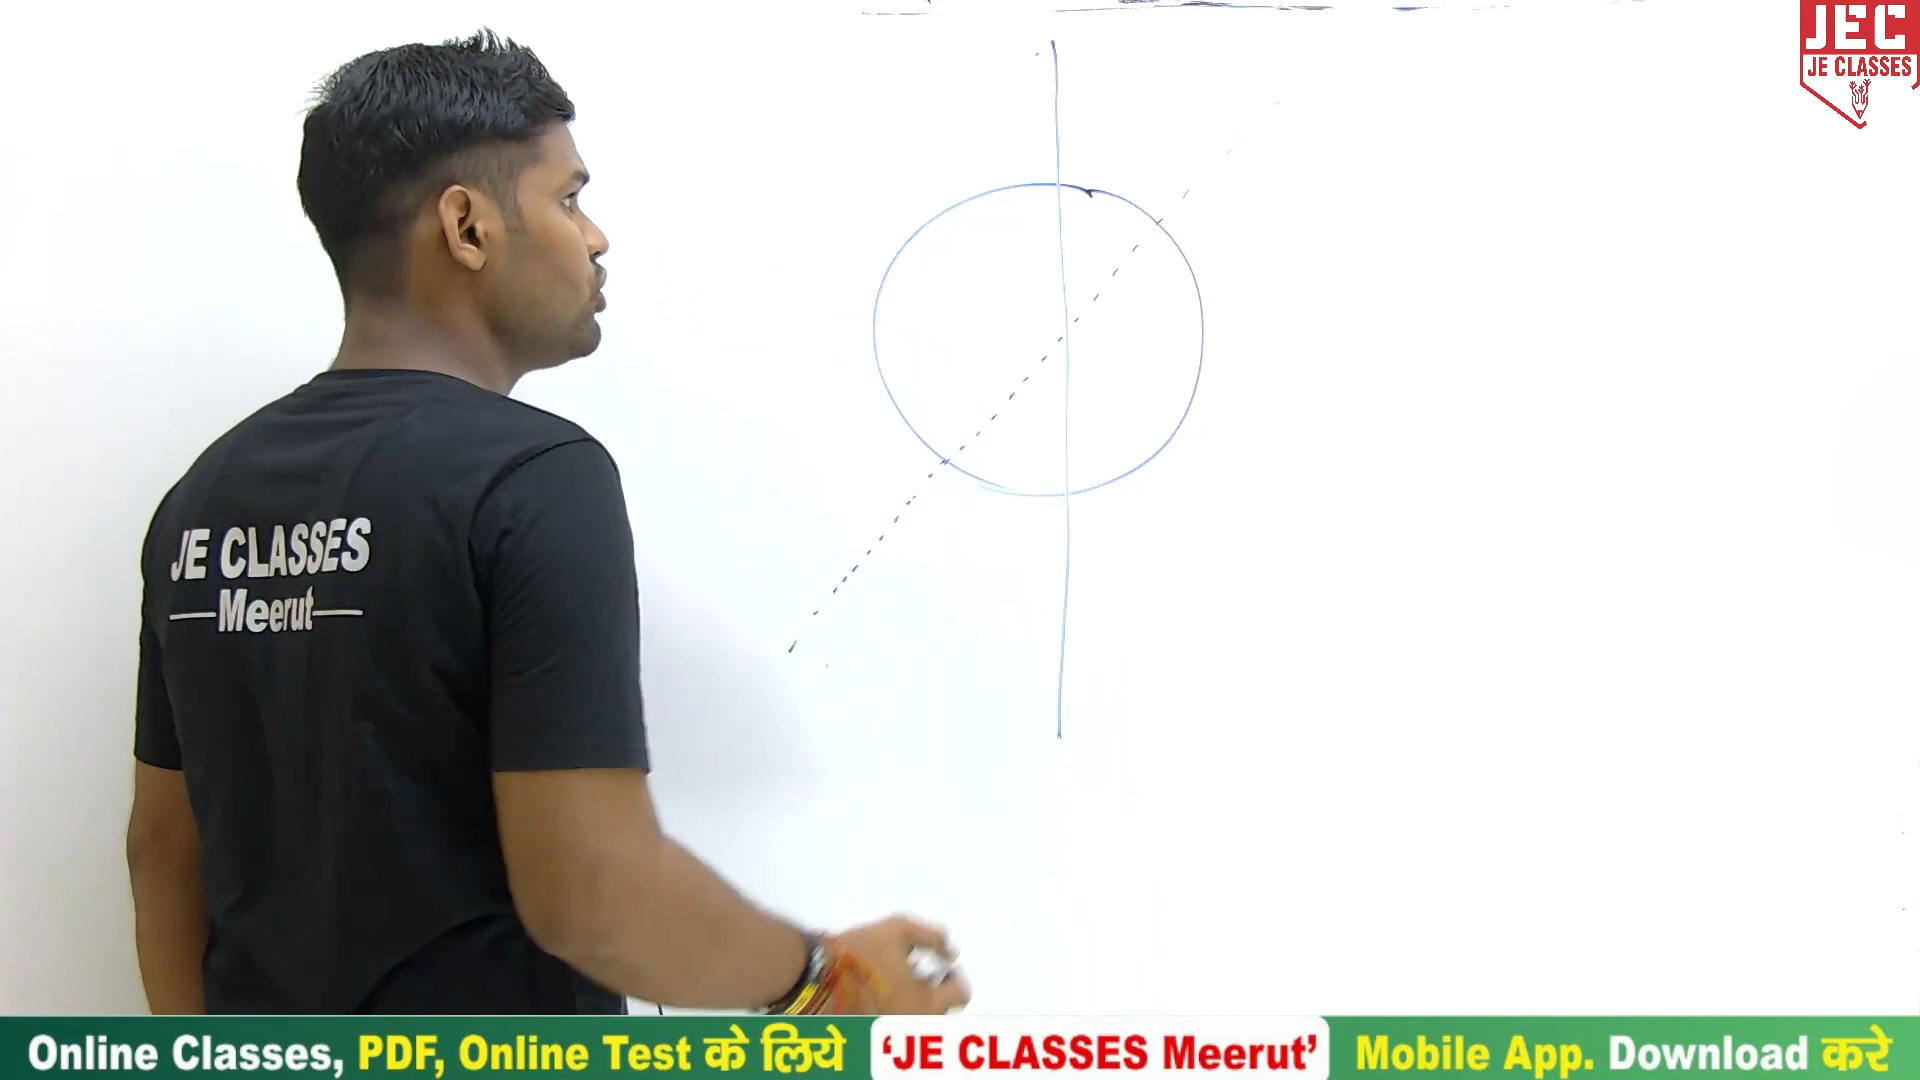 JEC
JE CLASSES
JE CLASSES
Meerut
Online Classes, PDF, Online Test के लिये 'JE CLASSES Meerut' Mobile App. Download करे